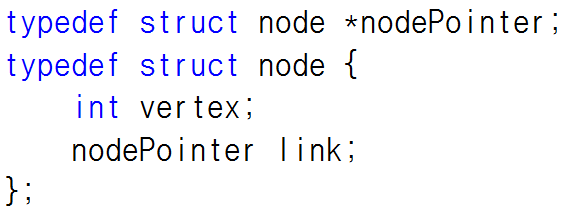 typedef struct node *nodePointer;
typedef struct node {
    int vertex;
    nodePointer link;
};